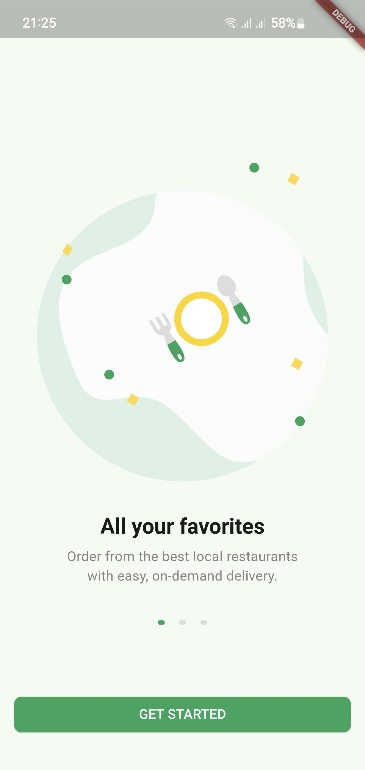 21:25
58%
DEBUG
All your favorites
Order from the best local restaurants
with easy, on-demand delivery.
GET STARTED